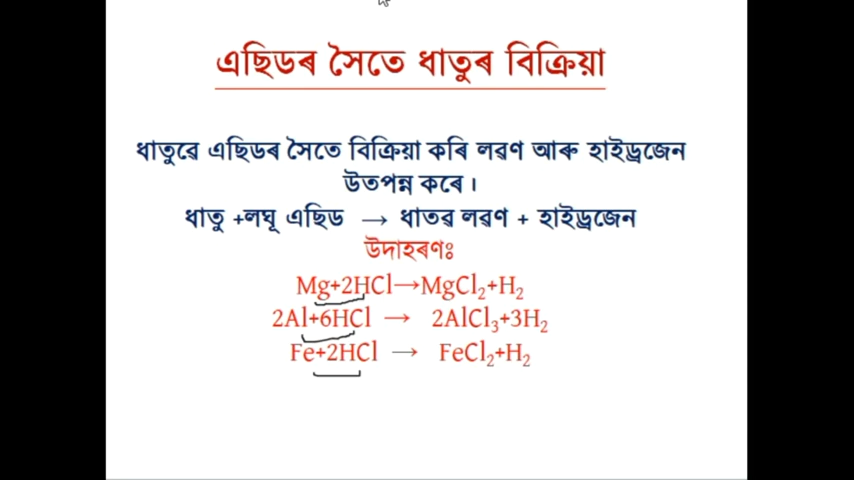 এছিডৰ সৈতে ধাতুৰ বিক্ৰিয়া
ধাতুৱে এছিডৰ সৈতে বিক্ৰিয়া কৰি লৱণ আৰু হাইড্ৰজেন
উতপন্ন কৰে।
ধাতু +লঘূ এছিড → ধাতৱ লৱণ + হাইড্ৰজেন
উদাহৰণঃ
Mg+2HCl→MgCl₂+H₂
2Al+6HCl → 2AlCl₃+3H₂
Fe+2HCl → FeCl₂+H₂